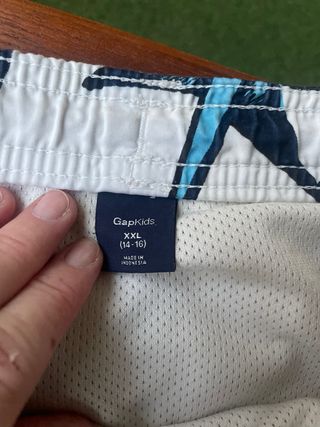 GapKids
XXL
(14-16)
MADE IN
INDONESIA